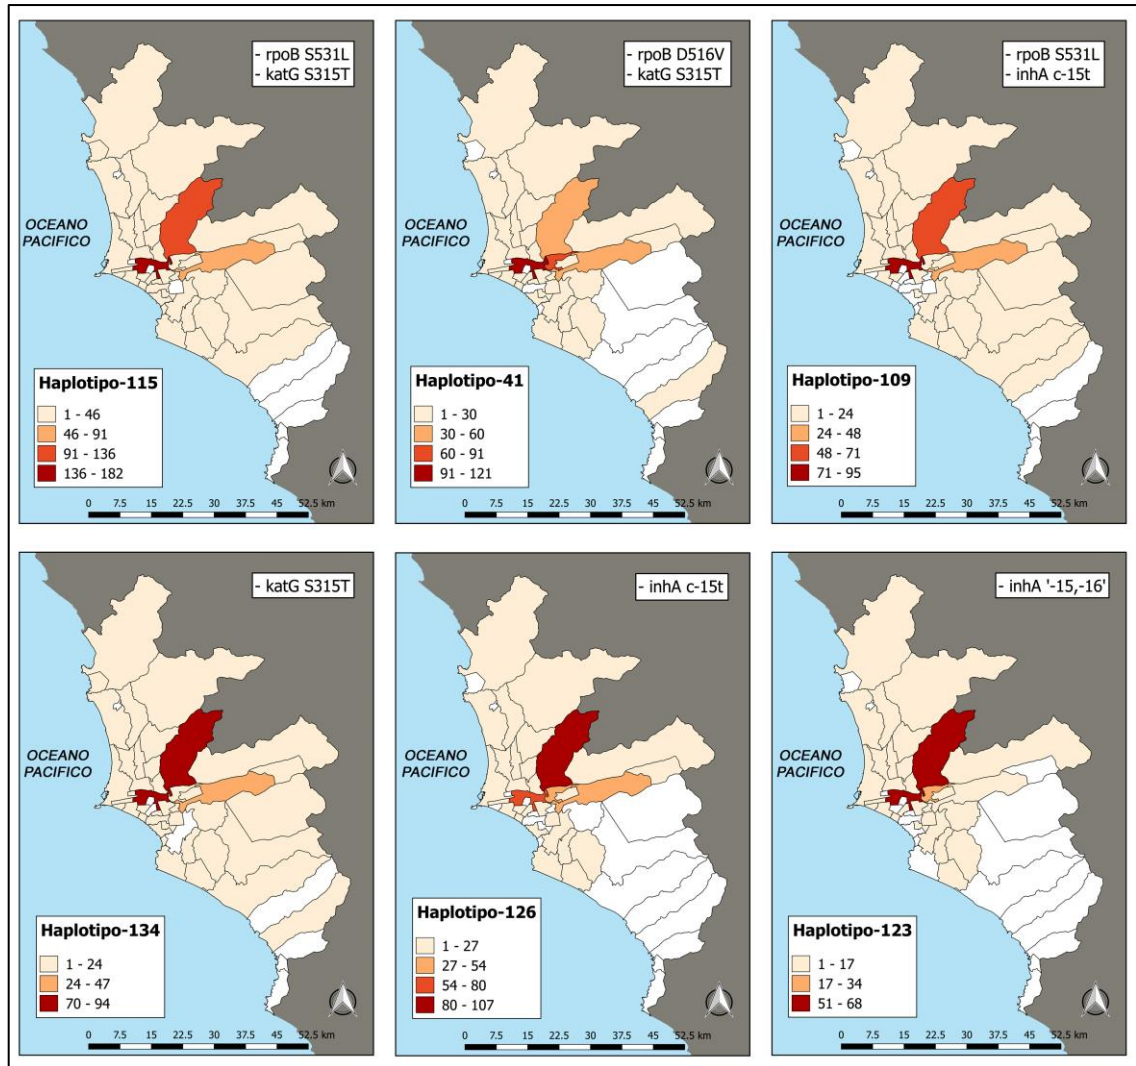 - rpoB S531L
- katG S315T
OCEANO
PACIFICO
Haplotipo-115
1 - 46
46 - 91
91 - 136
136 - 182
0 7.5 15 22.5 30 37.5 45 52.5 km
- rpoB D516V
- katG S315T
OCEANO
PACIFICO
Haplotipo-41
1 - 30
30 - 60
60 - 91
91 - 121
0 7.5 15 22.5 30 37.5 45 52.5 km
- rpoB S531L
- inhA c-15t
OCEANO
PACIFICO
Haplotipo-109
1 - 24
24 - 48
48 - 71
71 - 95
0 7.5 15 22.5 30 37.5 45 52.5 km
- katG S315T
OCEANO
PACIFICO
Haplotipo-134
1 - 24
24 - 47
70 - 94
0 7.5 15 22.5 30 37.5 45 52.5 km
- inhA c-15t
OCEANO
PACIFICO
Haplotipo-126
1 - 27
27 - 54
54 - 80
80 - 107
0 7.5 15 22.5 30 37.5 45 52.5 km
- inhA '-15,-16'
OCEANO
PACIFICO
Haplotipo-123
1 - 17
17 - 34
51 - 68
0 7.5 15 22.5 30 37.5 45 52.5 km